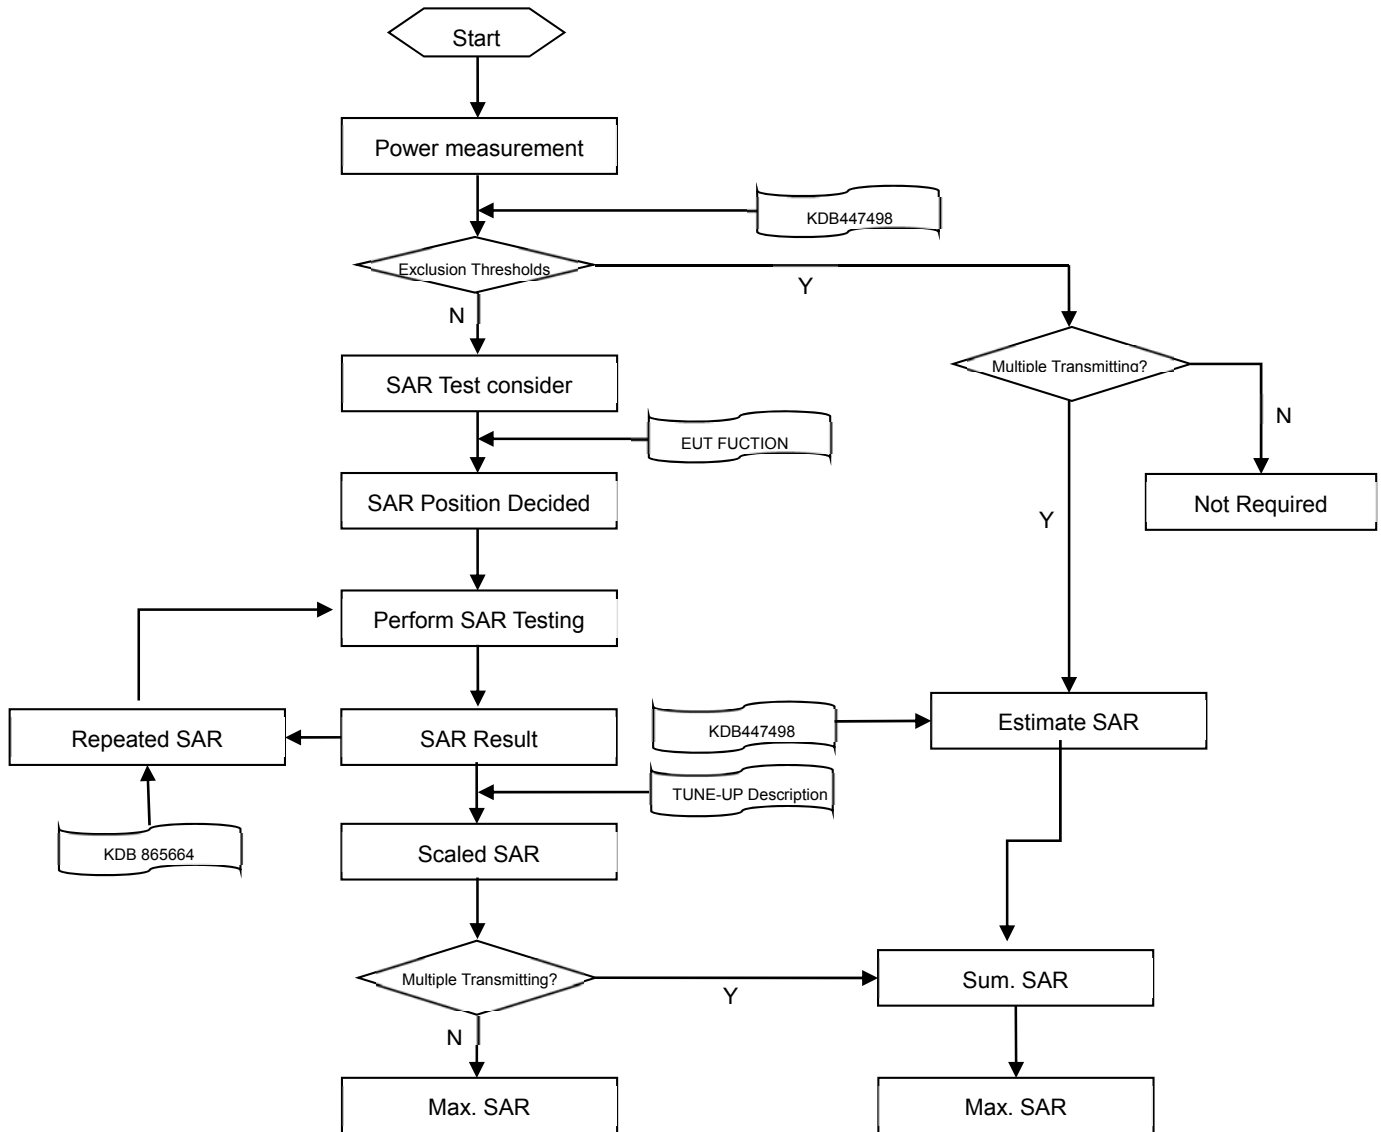 Start
Power measurement
KDB447498
Exclusion Thresholds
Y
N
Multiple Transmitting?
SAR Test consider
N
EUT FUCTION
SAR Position Decided
Not Required
Y
Perform SAR Testing
Repeated SAR
SAR Result
KDB447498
Estimate SAR
TUNE-UP Description
KDB 865664
Scaled SAR
Multiple Transmitting?
Y
Sum. SAR
N
Max. SAR
Max. SAR